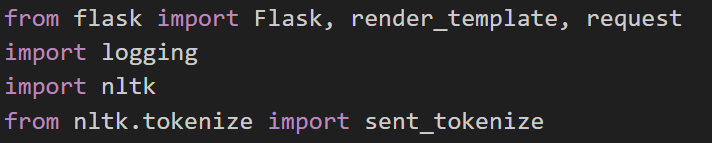 from flask import Flask, render_template, request
import logging
import nltk
from nltk.tokenize import sent_tokenize